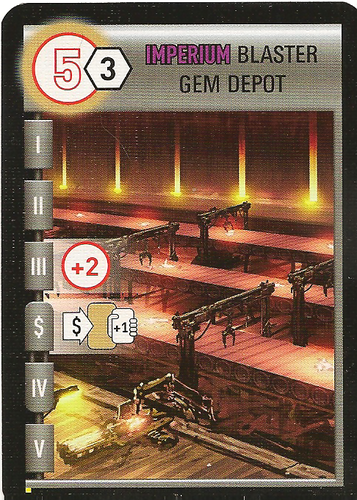 5 3 IMPERIUM BLASTER
GEM DEPOT
I
II
III +2
$ $ +1
IV
V